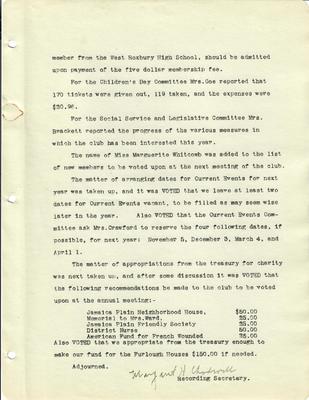 member from the West Roxbury High School, should be admitted
upon payment of the five dollar membership fee.
For the Children's Day Committee Mrs.Coe reported that
170 tickets were given out, 119 taken, and the expenses were
$20.96.
For the Social Service and Legislative Committee Mrs.
Brackett reported the progress of the various measures in
which the club has been interested this year.
The name of Miss Marguerite Whitcomb was added to the list
of new members to be voted upon at the next meeting of the club.
The matter of arranging dates for Current Events for next
year was taken up, and it was VOTED that we leave at least two
dates for Current Events vacant, to be filled as may seem wise
later in the year. Also VOTED that the Current Events Com-
mittee ask Mrs.Crawford to reserve the four following dates, if
possible, for next year: November 5, December 3, March 4, and
April 1.
The matter of appropriations from the treasury for charity
was next taken up, and after some discussion it was VOTED that
the following recommendations be made to the club to be voted
upon at the annual meeting:-
Jamaica Plain Neighborhood House, $50.00
Memorial to Mrs.Ward, 25.00
Jamaica Plain Friendly Society 25.00
District Nurse 50.00
American Fund for French Wounded 75.00
Also VOTED that we appropriate from the treasury enough to
make our fund for the Furlough Houses $150.00 if needed.
Adjourned.
Margaret H
Recording Secretary.